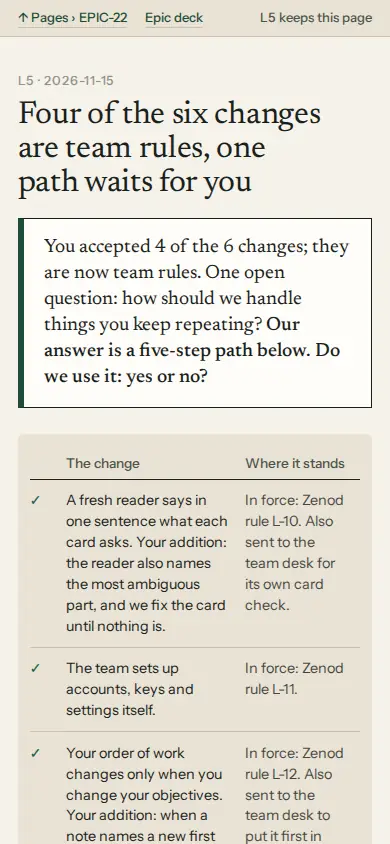 ↑ Pages › EPIC-22 Epic deck L5 keeps this page
L5 · 2026-11-15
Four of the six changes
are team rules, one
path waits for you
You accepted 4 of the 6 changes; they
are now team rules. One open
question: how should we handle
things you keep repeating? Our
answer is a five-step path below. Do
we use it: yes or no?
The change
Where it stands
✓
A fresh reader says in
one sentence what each
card asks. Your addition:
the reader also names
the most ambiguous
part, and we fix the card
until nothing is.
In force: Zenod
rule L-10. Also
sent to the
team desk for
its own card
check.
✓
The team sets up
accounts, keys and
settings itself.
In force: Zenod
rule L-11.
✓
Your order of work
changes only when you
change your objectives.
Your addition: when a
note names a new first
In force: Zenod
rule L-12. Also
sent to the
team desk to
put it first in